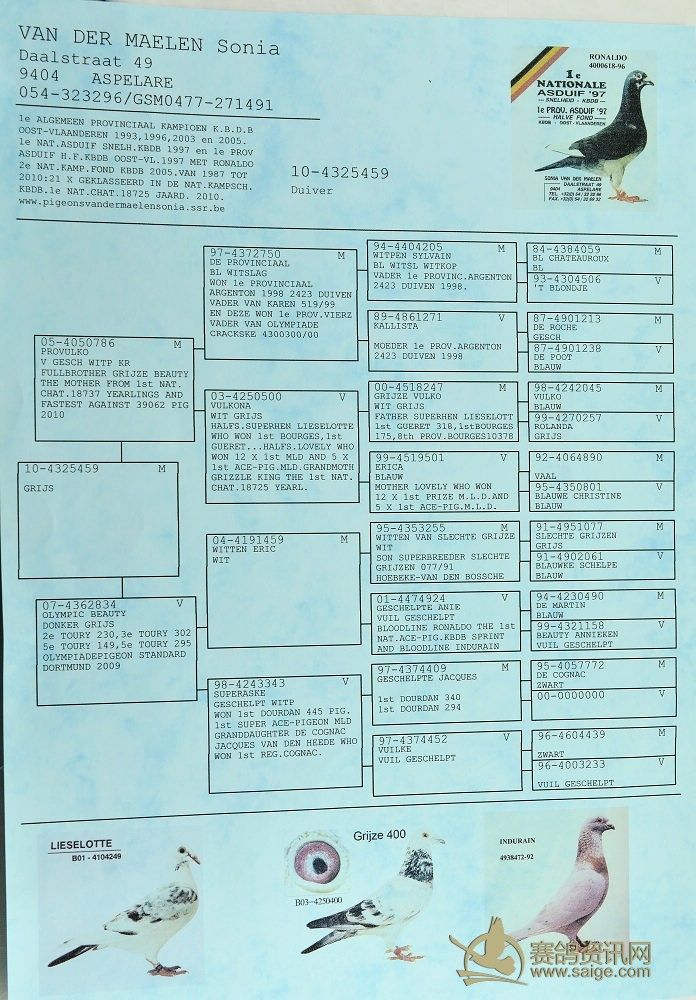 VAN DER MAELEN Sonia
Daalstraat 49
9404 ASPELARE
054-323296/GSM0477-271491
1e ALGEMEEN PROVINCIAAL KAMPIOEN K.B.D.B
OOST-VLAANDEREN 1993,1996,2003 en 2005.
1e NAT.ASDUIF SNELH.KBDB 1997 en 1e PROV
ASDUIF H.F.KBDB OOST-VL.1997 MET RONALDO
2e NAT.KAMP.FOND KBDB 2005.VAN 1987 TOT
2010:21 X GEKLASSEERD IN DE NAT.KAMPSCH.
KBDB.1e NAT.CHAT.18725 JAARD. 2010.
www.pigeonsvandermaelensonia.ssr.be
10-4325459
Duiver
RONALDO
4000618-96
1e
NATIONALE
ASDUIF '97
— SNELHEID - KBDB —
1e PROV. ASDUIF '97
— HALVE FOND —
KBDB - OOST - VLAANDEREN
SONIA VAN DER MAELEN
DAALSTRAAT 49
9404 ASPELARE
TEL. +32(0) 54 / 32 32 96
05-4050786 M
PROVULKO
V GESCH WITP KR
FULLBROTHER GRIJZE BEAUTY
THE MOTHER FROM 1st NAT.
CHAT.18737 YEARLINGS AND
FASTEST AGAINST 39062 PIG
2010
10-4325459 M
GRIJS
07-4362834 V
OLYMPIC BEAUTY
DONKER GRIJS
2e TOURY 230,3e TOURY 302
5e TOURY 149,5e TOURY 295
OLYMPIADEPIGEON STANDARD
DORTMUND 2009
97-4372750 M
DE PROVINCIAAL
BL WITSLAG
WON 1e PROVINCIAAL
ARGENTON 1998 2423 DUIVEN
VADER VAN KAREN 519/99
EN DEZE WON 1e PROV.VIERZ
VADER VAN OLYMPIADE
CRACKSKE 4300300/00
03-4250500 V
VULKONA
WIT GRIJS
HALFS.SUPERHEN LIESELOTTE
WHO WON 1st BOURGES,1st
GUERET...HALFS.LOVELY WHO
WON 12 X 1st MLD AND 5 X
1st ACE-PIG.MLD.GRANDMOTH
GRIZZLE KING THE 1st NAT.
CHAT.18725 YEARL.
04-4191459 M
WITTEN ERIC
WIT
98-4243343 V
SUPERASKE
GESCHELPT WITP
WON 1st DOURDAN 445 PIG.
1st SUPER ACE-PIGEON MLD
GRANDDAUGHTER DE COGNAC
JACQUES VAN DEN HEEDE WHO
WON 1st REG.COGNAC.
94-4404205 M
WITPEN SYLVAIN
BL WITSL WITKOP
VADER 1e PROVINC.ARGENTON
2423 DUIVEN 1998.
89-4861271 V
KALLISTA
MOEDER 1e PROV.ARGENTON
2423 DUIVEN 1998
00-4518247 M
GRIJZE VULKO
WIT GRIJS
FATHER SUPERHEN LIESELOTT
1st GUERET 318,1stBOURGES
175,8th PROV.BOURGES10378
99-4519501 V
ERICA
BLAUW
MOTHER LOVELY WHO WON
12 X 1st PRIZE M.L.D.AND
5 X 1st ACE-PIG.M.L.D.
95-4353255 M
WITTEN VAN SLECHTE GRIJZE
WIT
SON SUPERBREEDER SLECHTE
GRIJZEN 077/91
HOEBEKE-VAN DEN BOSSCHE
01-4474924 V
GESCHELPTE ANIE
VUIL GESCHELPT
BLOODLINE RONALDO THE 1st
NAT.ACE-PIG.KBDB SPRINT
AND BLOODLINE INDURAIN
97-4374409 M
GESCHELPTE JACQUES
1st DOURDAN 340
1st DOURDAN 294
97-4374452 V
VUILKE
VUIL GESCHELPT
84-4384059 M
BL CHATEAUROUX
BL
93-4304506 V
'T BLONDJE
87-4901213 M
DE ROCHE
GESCH
87-4901238 V
DE POOT
BLAUW
98-4242045 M
VULKO
BLAUW
99-4270257 V
ROLANDA
GRIJS
92-4064890 M
VAAL
95-4350801 V
BLAUWE CHRISTINE
BLAUW
91-4951077 M
SLECHTE GRIJZEN
GRIJS
91-4902061 V
BLAUWKE SCHELPE
BLAUW
94-4230490 M
DE MARTIN
BLAUW
99-4321158 V
BEAUTY ANNIEKEN
VUIL GESCHELPT
95-4057772 M
DE COGNAC
ZWART
00-0000000 V
96-4604439 M
ZWART
96-4003233 V
VUIL GESCHELPT
LIESELOTTE
B01 - 4104249
Grijze 400
B03-4250400
INDURAIN
4938472-92
赛鸽资讯网
www.saige.com